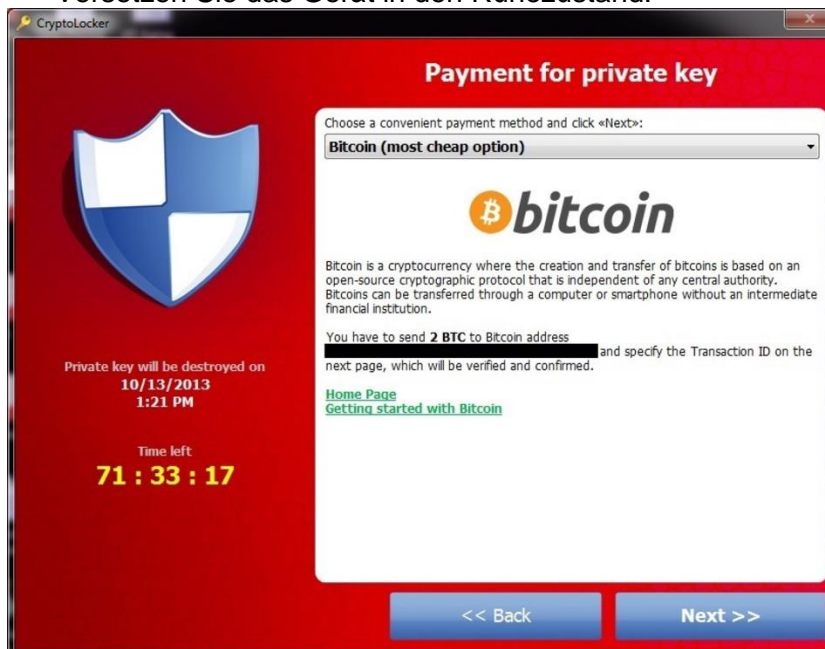 Versetzen Sie das Gerät in den Ruhezustand.
CryptoLocker
Payment for private key
Choose a convenient payment method and click «Next»:
Bitcoin (most cheap option)
bitcoin
Bitcoin is a cryptocurrency where the creation and transfer of bitcoins is based on an
open-source cryptographic protocol that is independent of any central authority.
Bitcoins can be transferred through a computer or smartphone without an intermediate
financial institution.
You have to send 2 BTC to Bitcoin address
and specify the Transaction ID on the
next page, which will be verified and confirmed.
Home Page
Getting started with Bitcoin
Private key will be destroyed on
10/13/2013
1:21 PM
Time left
71 : 33 : 17
<< Back
Next >>